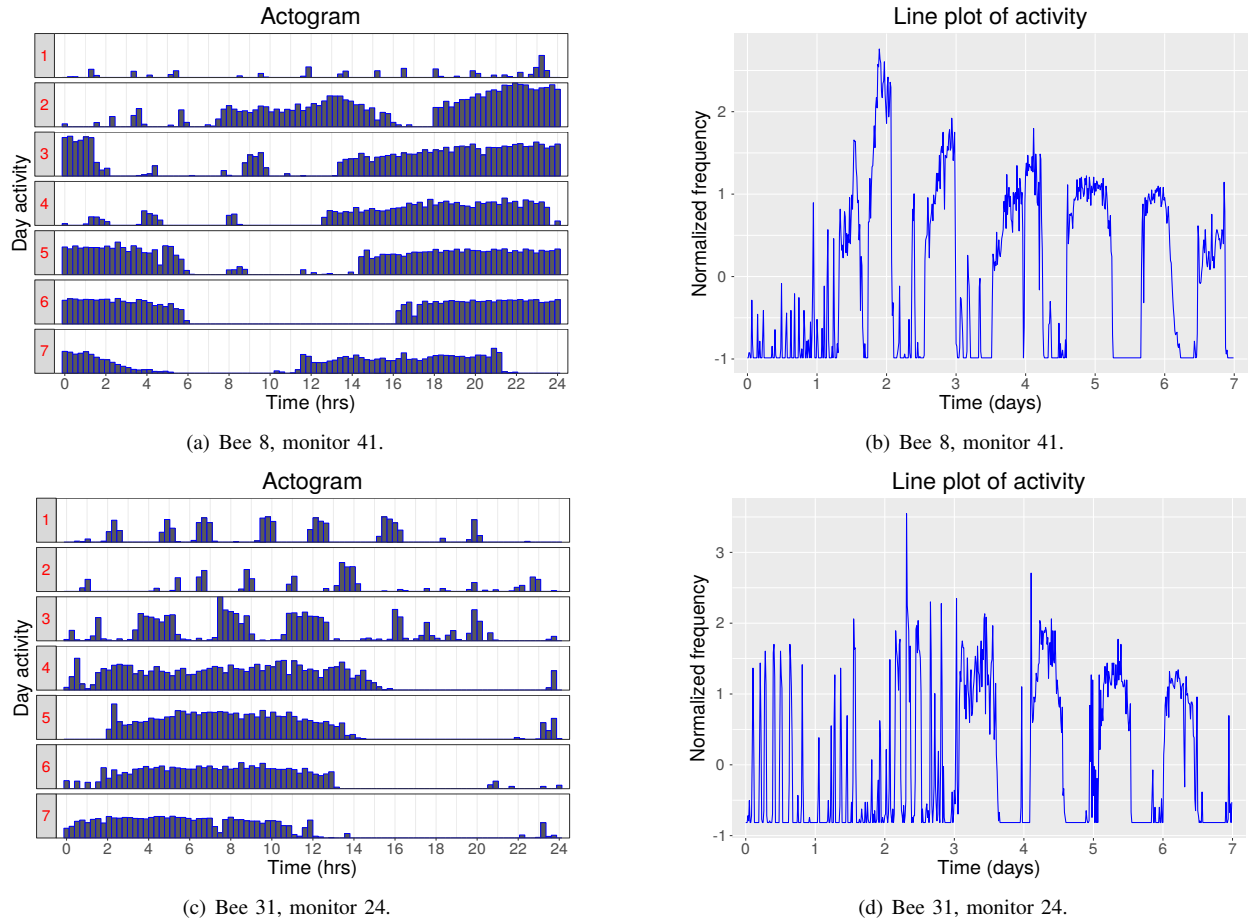 Actogram
Day activity
1
2
3
4
5
6
7
0 2 4 6 8 10 12 14 16 18 20 22 24
Time (hrs)
(a) Bee 8, monitor 41.
Line plot of activity
Normalized frequency
2
1
0
-1
0 1 2 3 4 5 6 7
Time (days)
(b) Bee 8, monitor 41.
Actogram
Day activity
1
2
3
4
5
6
7
0 2 4 6 8 10 12 14 16 18 20 22 24
Time (hrs)
(c) Bee 31, monitor 24.
Line plot of activity
Normalized frequency
3
2
1
0
-1
0 1 2 3 4 5 6 7
Time (days)
(d) Bee 31, monitor 24.